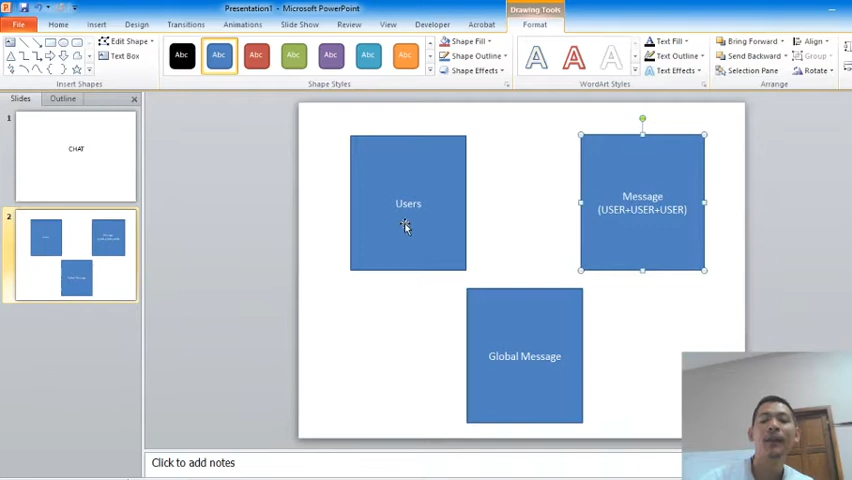 Presentation1 - Microsoft PowerPoint
Drawing Tools
File
Home
Insert
Design
Transitions
Animations
Slide Show
Review
View
Developer
Acrobat
Format
Edit Shape
Text Box
Insert Shapes
Abc
Abc
Abc
Abc
Abc
Abc
Abc
Shape Fill
Shape Outline
Shape Effects
Shape Styles
A
A
A
Text Fill
Text Outline
Text Effects
WordArt Styles
Bring Forward
Send Backward
Selection Pane
Align
Group
Rotate
Arrange
Slides
Outline
1
CHAT
2
Users
Message
(USER+USER+USER)
Global Message
Click to add notes